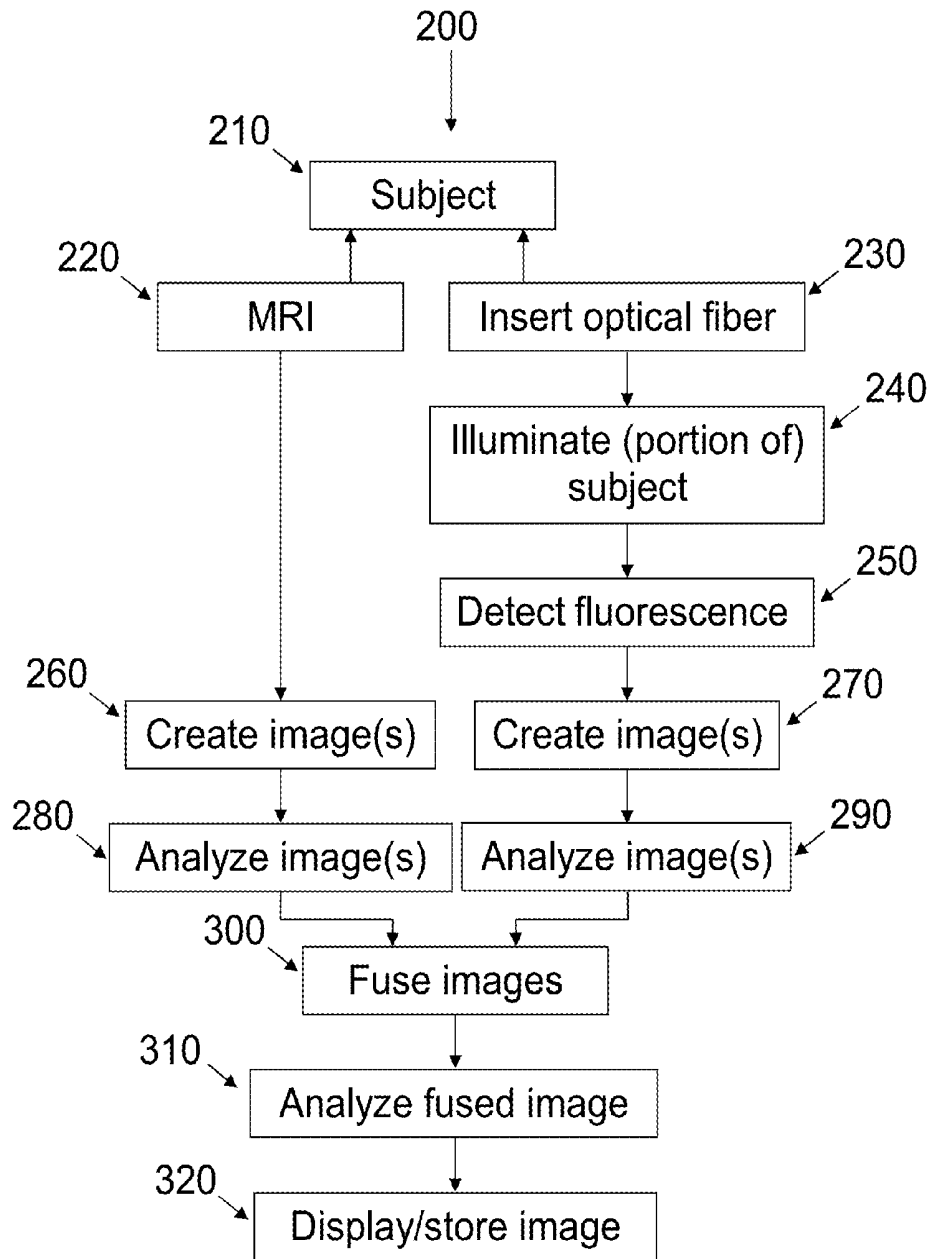 200
210
Subject
220
MRI
230
Insert optical fiber
240
Illuminate (portion of)
subject
250
Detect fluorescence
260
Create image(s)
270
Create image(s)
280
Analyze image(s)
290
Analyze image(s)
300
Fuse images
310
Analyze fused image
320
Display/store image